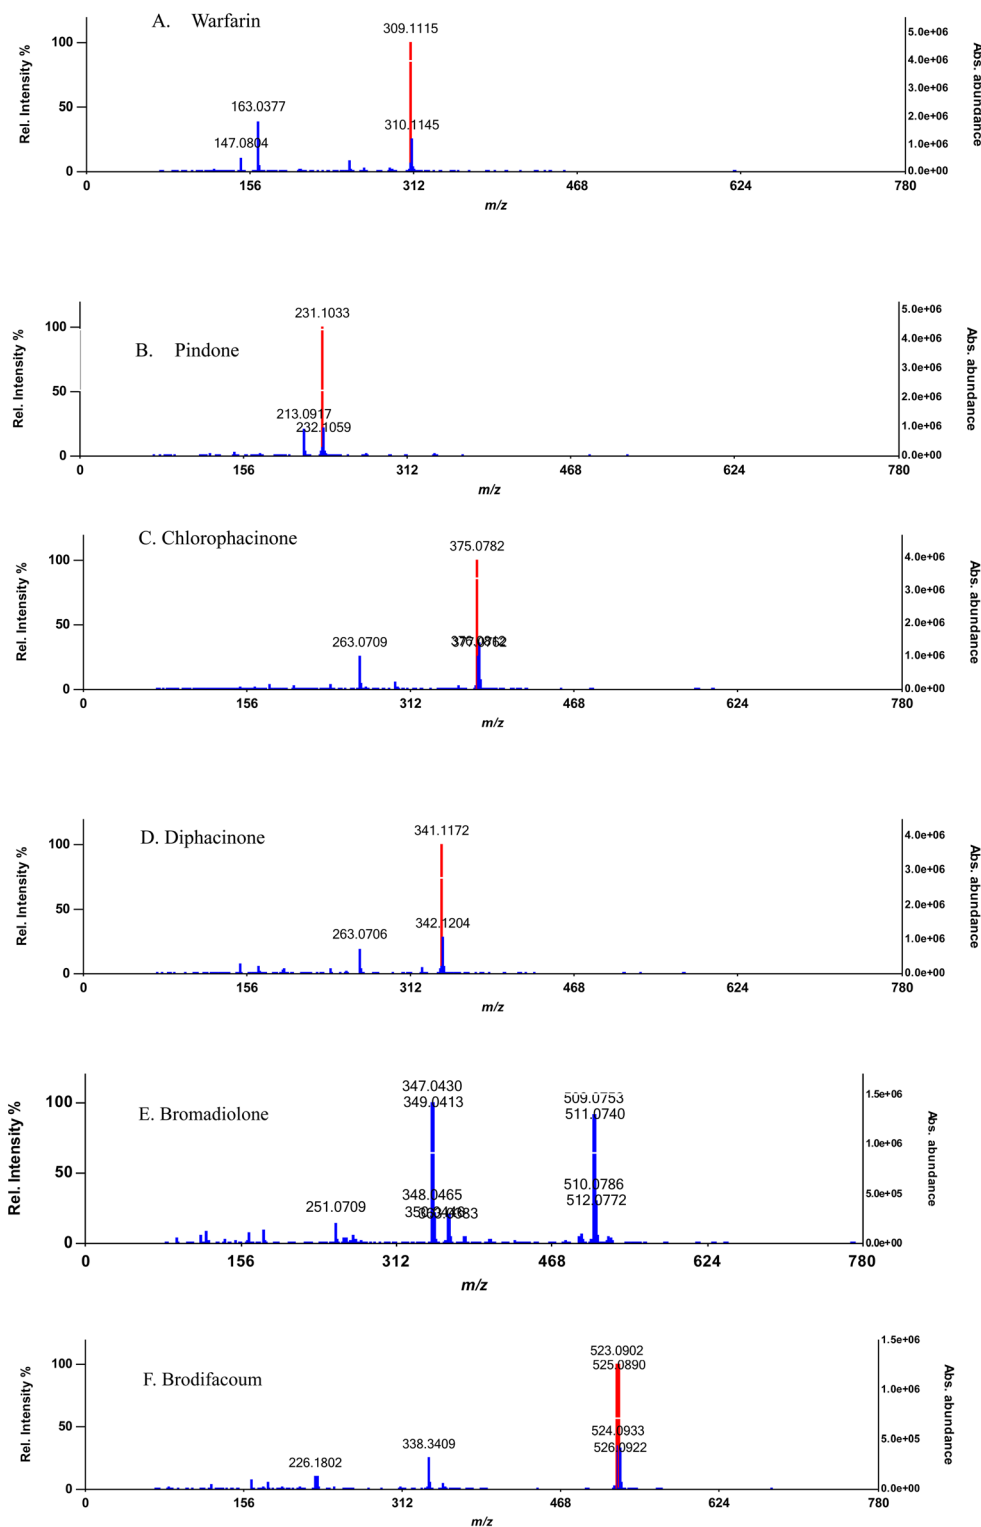 A. Warfarin
309.1115
163.0377
310.1145
147.0804
Rel. Intensity %
100
50
0
5.0e+06
4.0e+06
3.0e+06
2.0e+06
1.0e+06
0.0e+00
Abs. abundance
0 156 312 468 624 780
m/z
B. Pindone
231.1033
213.0917
232.1059
Rel. Intensity %
100
50
0
5.0e+06
4.0e+06
3.0e+06
2.0e+06
1.0e+06
0.0e+00
Abs. abundance
0 156 312 468 624 780
m/z
C. Chlorophacinone
375.0782
263.0709
Rel. Intensity %
100
50
0
4.0e+06
3.0e+06
2.0e+06
1.0e+06
0.0e+00
Abs. abundance
0 156 312 468 624 780
m/z
D. Diphacinone
341.1172
342.1204
263.0706
Rel. Intensity %
100
50
0
4.0e+06
3.0e+06
2.0e+06
1.0e+06
0.0e+00
Abs. abundance
0 156 312 468 624 780
m/z
E. Bromadiolone
347.0430
349.0413
509.0753
511.0740
348.0465
510.0786
512.0772
251.0709
Rel. Intensity %
100
50
0
1.5e+06
1.0e+06
5.0e+05
0.0e+00
Abs. abundance
0 156 312 468 624 780
m/z
F. Brodifacoum
523.0902
525.0890
524.0933
526.0922
338.3409
226.1802
Rel. Intensity %
100
50
0
1.5e+06
1.0e+06
5.0e+05
0.0e+00
Abs. abundance
0 156 312 468 624 780
m/z